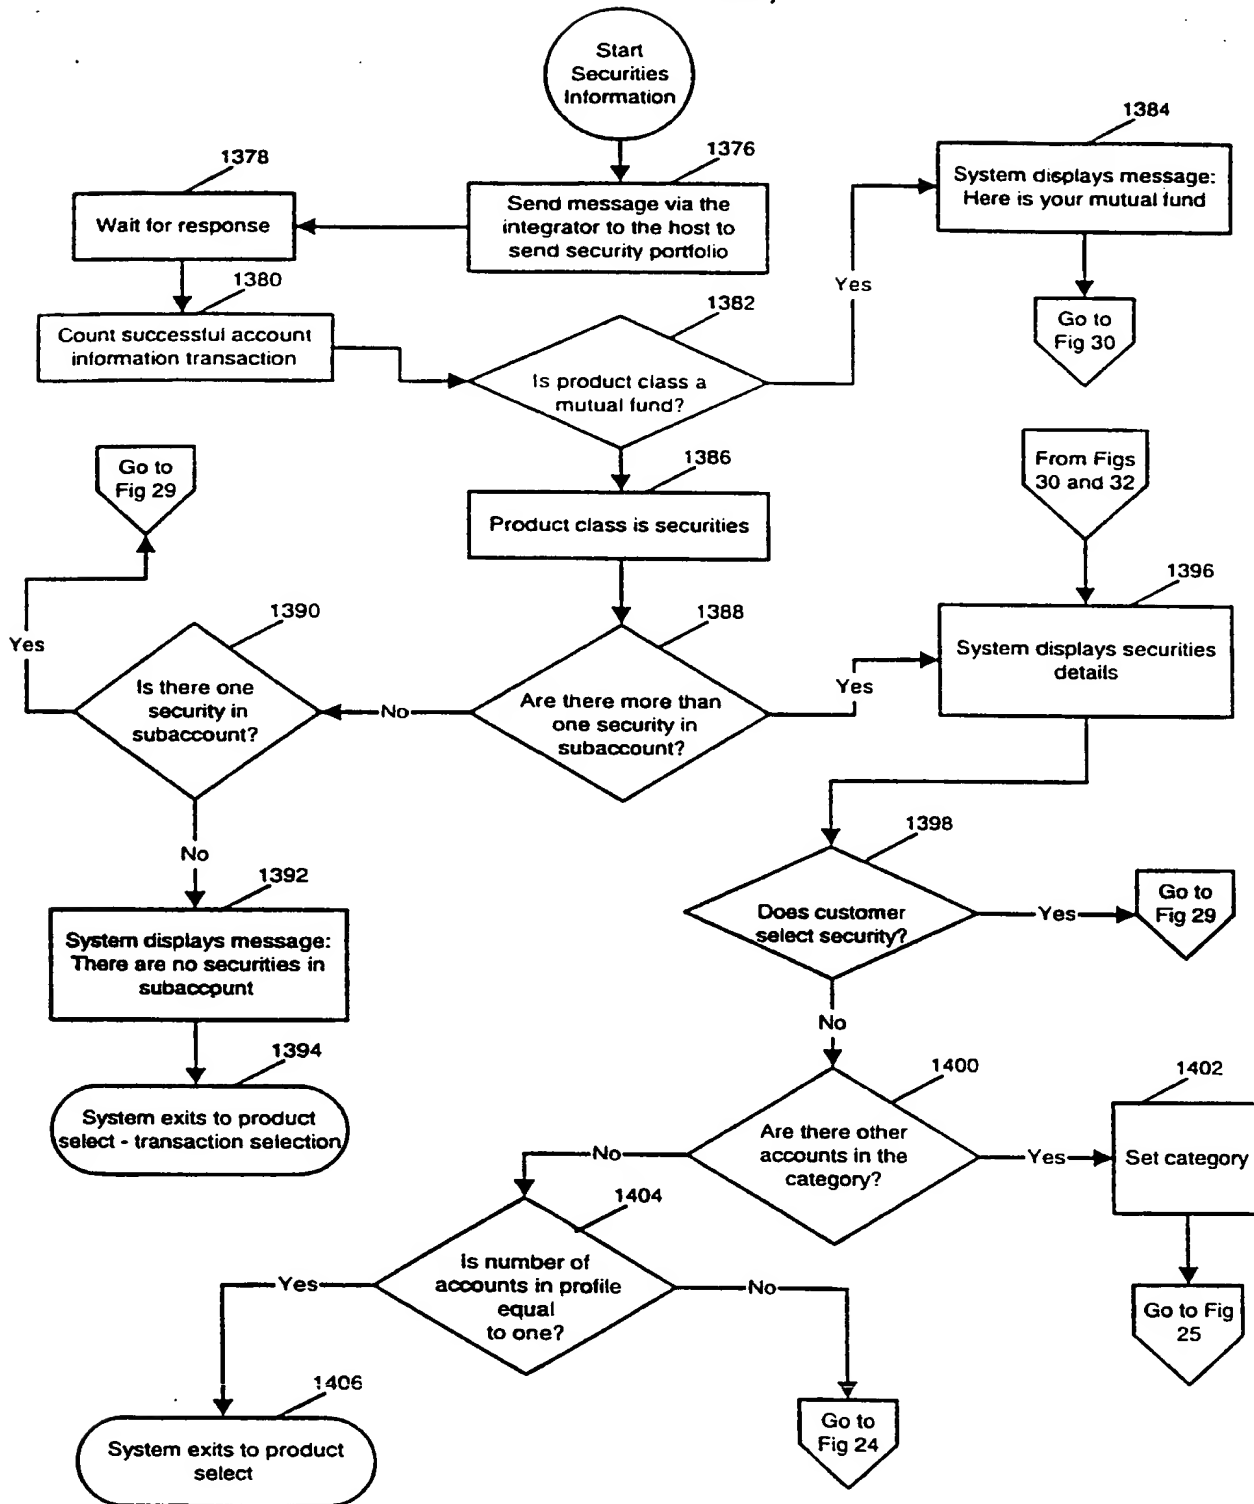 Start
Securities
Information
1384
1378
1376
System displays message:
Here is your mutual fund
Wait for response
Send message via the
integrator to the host to
send security portfolio
1380
1382
Yes
Count successful account
information transaction
Go to
Fig 30
Is product class a
mutual fund?
Go to
Fig 29
1386
From Figs
30 and 32
Product class is securities
1396
1390
1388
Yes
System displays securities
details
Is there one
security in
subaccount?
No
Are there more than
one security in
subaccount?
Yes
1398
No
1392
Go to
Fig 29
Does customer
select security?
Yes
System displays message:
There are no securities in
subaccount
No
1394
1400
1402
System exits to product
select - transaction selection
Are there other
accounts in the
category?
No
Yes
Set category
1404
Is number of
accounts in profile
equal
to one?
Yes
No
Go to Fig
25
1406
Go to
Fig 24
System exits to product
select